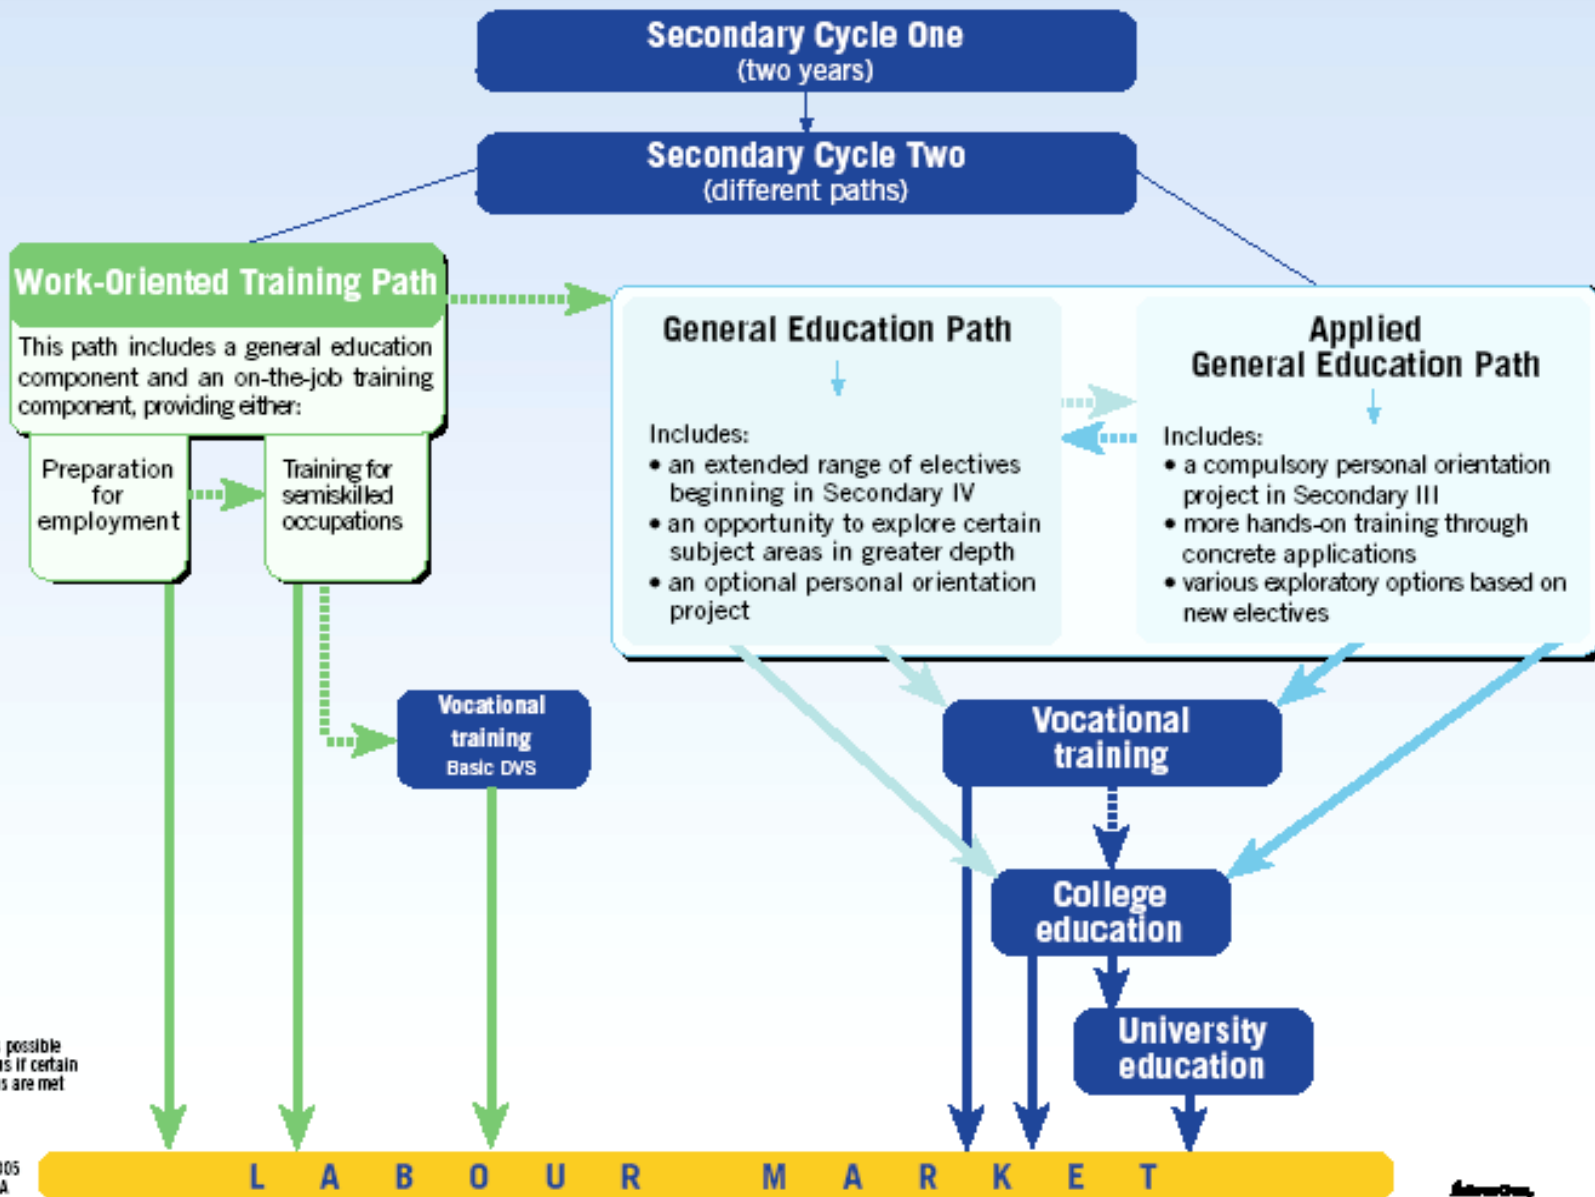 Secondary Cycle One
(two years)
Secondary Cycle Two
(different paths)
Work-Oriented Training Path
This path includes a general education
component and an on-the-job training
component, providing either:
Preparation
for
employment
Training for
semiskilled
occupations
General Education Path
Includes:
• an extended range of electives
beginning in Secondary IV
• an opportunity to explore certain
subject areas in greater depth
• an optional personal orientation
project
Applied
General Education Path
Includes:
• a compulsory personal orientation
project in Secondary III
• more hands-on training through
concrete applications
• various exploratory options based on
new electives
Vocational
training
Basic DVS
Vocational
training
College
education
University
education
possible
if certain
are met
LABOUR MARKET